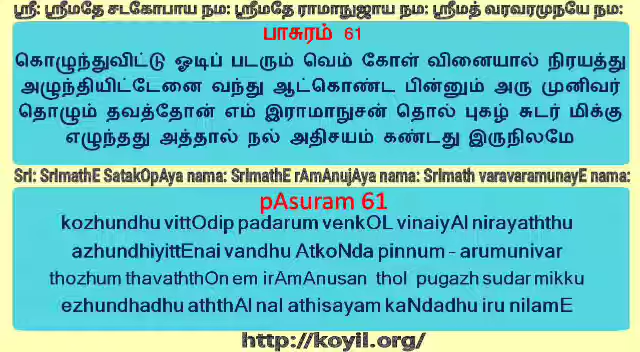 ஸ்ரீ: ஸ்ரீமதே சடகோபாய நம: ஸ்ரீமதே ராமாநுஜாய நம: ஸ்ரீமத் வரவரமுநயே நம:
பாசுரம் 61
கொழுந்துவிட்டு ஓடிப் படரும் வெம் கோள் வினையால் நிரயத்து
அழுந்தியிட்டேனை வந்து ஆட்கொண்ட பின்னும் அரு முனிவர்
தொழும் தவத்தோன் எம் இராமாநுசன் தொல் புகழ் சுடர் மிக்கு
எழுந்தது அத்தால் நல் அதிசயம் கண்டது இருநிலமே
SrI: SrImathE SatakOpAya nama: SrImathE rAmAnujAya nama: SrImath varavaramunayE nama:
pAsuram 61
kozhundhu vittOdip padarum venkOL vinaiyAl nirayaththu
azhundhiyittEnai vandhu AtkoNda pinnum - arumunivar
thozhum thavaththOn em irAmAnusan thol pugazh sudar mikku
ezhundhadhu aththAl nal athisayam kaNdadhu iru nilamE
http://koyil.org/